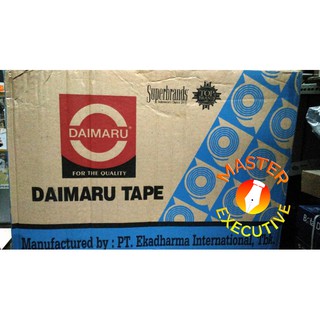 Superbrands
DAIMARU
FOR THE QUALITY
DAIMARU TAPE
MASTER
EXECUTIVE
Manufactured by : PT. Ekadharma International, Tbk.